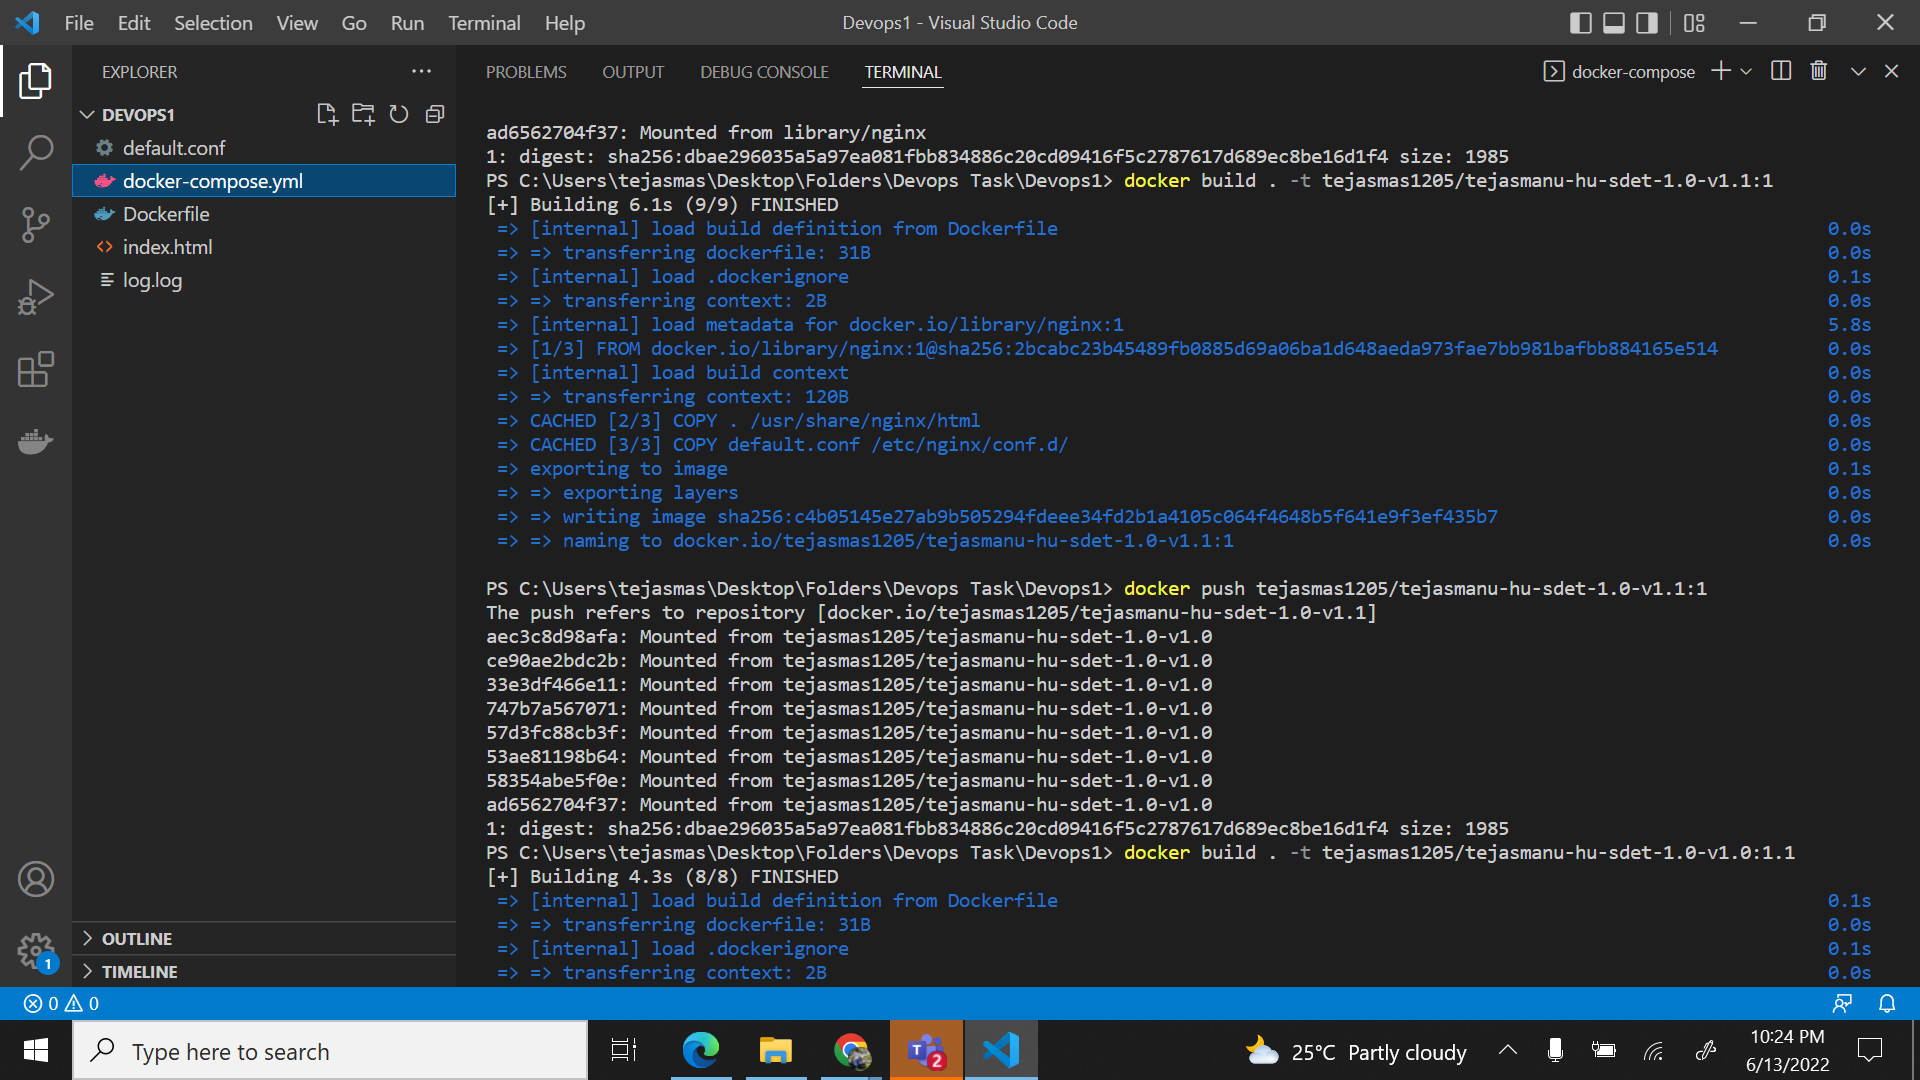 File Edit Selection View Go Run Terminal Help
Devops1 - Visual Studio Code
EXPLORER
DEVOPS1
default.conf
docker-compose.yml
Dockerfile
index.html
log.log
OUTLINE
TIMELINE
1
PROBLEMS OUTPUT DEBUG CONSOLE TERMINAL
docker-compose
ad6562704f37: Mounted from library/nginx
1: digest: sha256:dbae296035a5a97ea081fbb834886c20cd09416f5c2787617d689ec8be16d1f4 size: 1985
PS C:\Users\tejasmas\Desktop\Folders\Devops Task\Devops1> docker build . -t tejasmas1205/tejasmanu-hu-sdet-1.0-v1.1:1
[+] Building 6.1s (9/9) FINISHED
=> [internal] load build definition from Dockerfile 0.0s
=> => transferring dockerfile: 31B 0.0s
=> [internal] load .dockerignore 0.1s
=> => transferring context: 2B 0.0s
=> [internal] load metadata for docker.io/library/nginx:1 5.8s
=> [1/3] FROM docker.io/library/nginx:1@sha256:2bcabc23b45489fb0885d69a06ba1d648aeda973fae7bb981bafbb884165e514 0.0s
=> [internal] load build context 0.0s
=> => transferring context: 120B 0.0s
=> CACHED [2/3] COPY . /usr/share/nginx/html 0.0s
=> CACHED [3/3] COPY default.conf /etc/nginx/conf.d/ 0.0s
=> exporting to image 0.1s
=> => exporting layers 0.0s
=> => writing image sha256:c4b05145e27ab9b505294fdeee34fd2b1a4105c064f4648b5f641e9f3ef435b7 0.0s
=> => naming to docker.io/tejasmas1205/tejasmanu-hu-sdet-1.0-v1.1:1 0.0s
PS C:\Users\tejasmas\Desktop\Folders\Devops Task\Devops1> docker push tejasmas1205/tejasmanu-hu-sdet-1.0-v1.1:1
The push refers to repository [docker.io/tejasmas1205/tejasmanu-hu-sdet-1.0-v1.1]
aec3c8d98afa: Mounted from tejasmas1205/tejasmanu-hu-sdet-1.0-v1.0
ce90ae2bdc2b: Mounted from tejasmas1205/tejasmanu-hu-sdet-1.0-v1.0
33e3df466e11: Mounted from tejasmas1205/tejasmanu-hu-sdet-1.0-v1.0
747b7a567071: Mounted from tejasmas1205/tejasmanu-hu-sdet-1.0-v1.0
57d3fc88cb3f: Mounted from tejasmas1205/tejasmanu-hu-sdet-1.0-v1.0
53ae81198b64: Mounted from tejasmas1205/tejasmanu-hu-sdet-1.0-v1.0
58354abe5f0e: Mounted from tejasmas1205/tejasmanu-hu-sdet-1.0-v1.0
ad6562704f37: Mounted from tejasmas1205/tejasmanu-hu-sdet-1.0-v1.0
1: digest: sha256:dbae296035a5a97ea081fbb834886c20cd09416f5c2787617d689ec8be16d1f4 size: 1985
PS C:\Users\tejasmas\Desktop\Folders\Devops Task\Devops1> docker build . -t tejasmas1205/tejasmanu-hu-sdet-1.0-v1.0:1.1
[+] Building 4.3s (8/8) FINISHED
=> [internal] load build definition from Dockerfile 0.1s
=> => transferring dockerfile: 31B 0.0s
=> [internal] load .dockerignore 0.1s
=> => transferring context: 2B 0.0s
0 0
Type here to search
T 2
25°C Partly cloudy
10:24 PM
6/13/2022